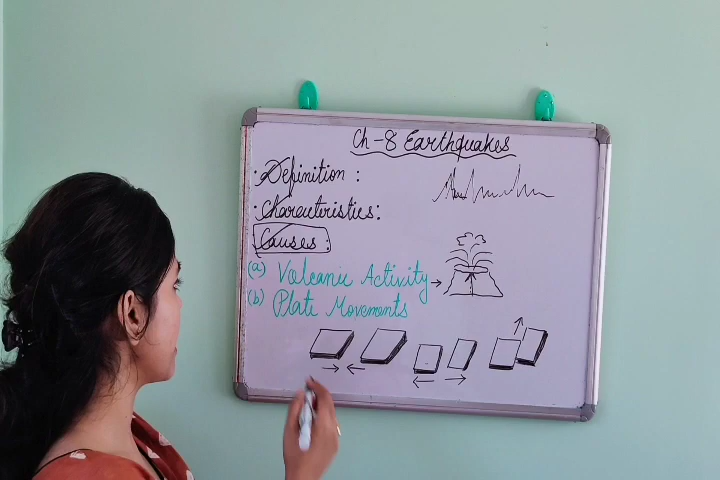 Ch-8 Earthquakes
· Definition :
· Characteristics:
Causes :
(a) Volcanic Activity →
(b) Plate Movements